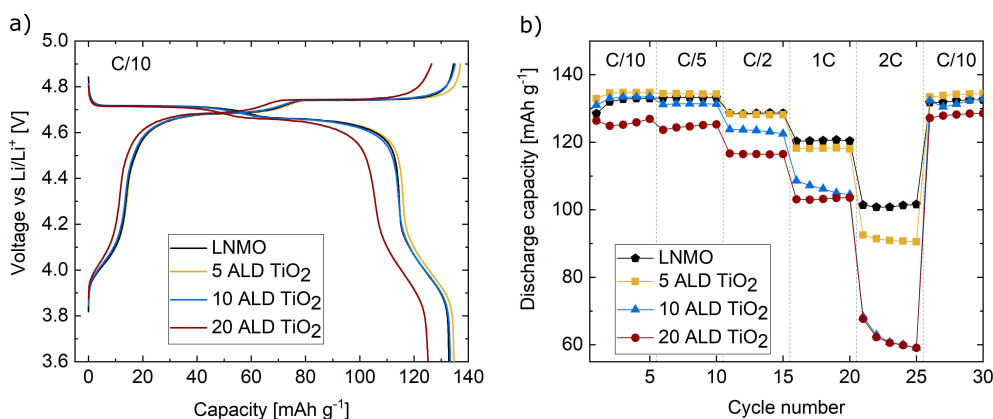 a)
C/10
5.0
4.8
4.6
4.4
4.2
4.0
3.8
3.6
Voltage vs Li/Li⁺ [V]
LNMO
5 ALD TiO₂
10 ALD TiO₂
20 ALD TiO₂
0 20 40 60 80 100 120 140
Capacity [mAh g⁻¹]
b)
C/10 C/5 C/2 1C 2C C/10
140
120
100
80
60
Discharge capacity [mAh g⁻¹]
LNMO
5 ALD TiO₂
10 ALD TiO₂
20 ALD TiO₂
5 10 15 20 25 30
Cycle number